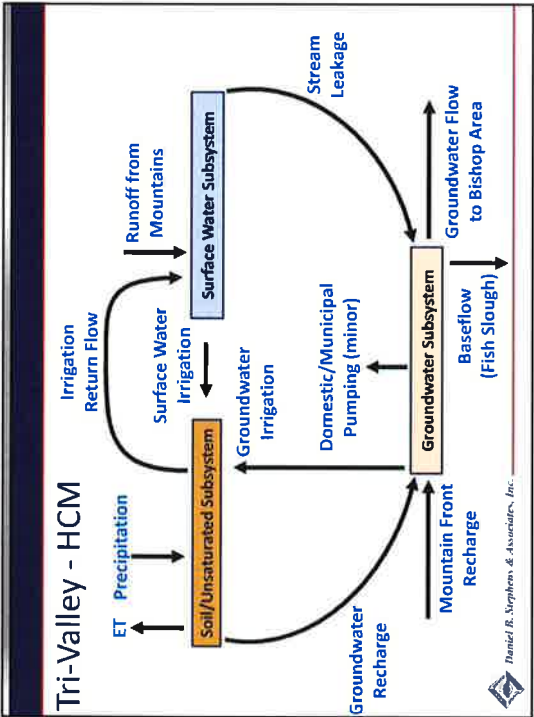 Tri-Valley - HCM
ET
Precipitation
Irrigation
Return Flow
Runoff from
Mountains
Soil/Unsaturated Subsystem
Surface Water
Irrigation
Surface Water Subsystem
Groundwater
Irrigation
Stream
Leakage
Groundwater
Recharge
Domestic/Municipal
Pumping (minor)
Mountain Front
Recharge
Groundwater Subsystem
Groundwater Flow
to Bishop Area
Baseflow
(Fish Slough)
Daniel B. Stephens & Associates, Inc.